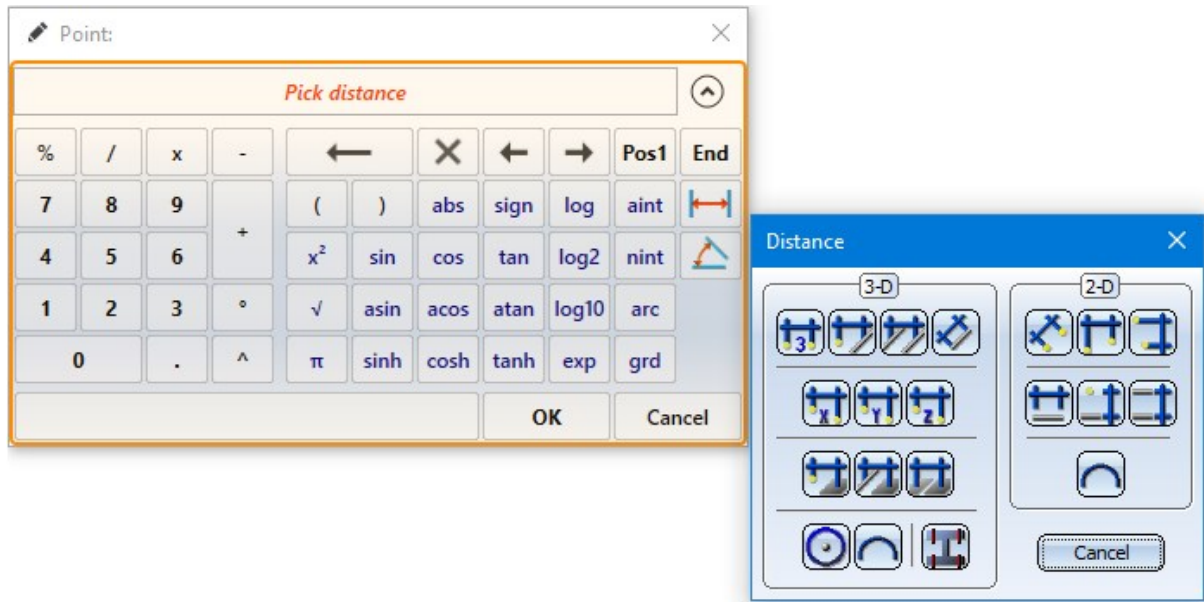 Point:
Pick distance
% / x - Pos1 End
7 8 9 + ( ) abs sign log aint
4 5 6 x² sin cos tan log2 nint
1 2 3 ° √ asin acos atan log10 arc
0 . ^ π sinh cosh tanh exp grd
OK Cancel
Distance
3-D 2-D
3
X Y Z
Cancel